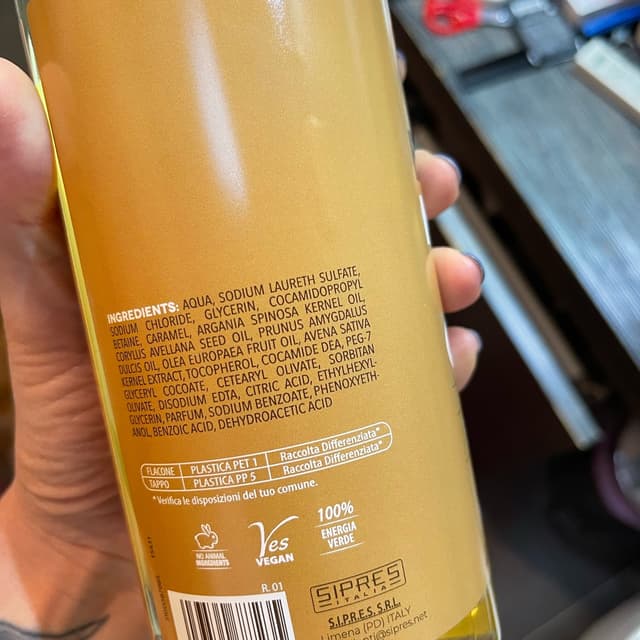 INGREDIENTS: AQUA, SODIUM LAURETH SULFATE,
SODIUM CHLORIDE, GLYCERIN, COCAMIDOPROPYL
BETAINE, CARAMEL, ARGANIA SPINOSA KERNEL OIL,
CORYLUS AVELLANA SEED OIL, PRUNUS AMYGDALUS
DULCIS OIL, OLEA EUROPAEA FRUIT OIL, AVENA SATIVA
KERNEL EXTRACT, TOCOPHEROL, COCAMIDE DEA, PEG-7
GLYCERYL COCOATE, CETEARYL OLIVATE, SORBITAN
OLIVATE, DISODIUM EDTA, CITRIC ACID, ETHYLHEXYL-
GLYCERIN, PARFUM, SODIUM BENZOATE, PHENOXYETH-
ANOL, BENZOIC ACID, DEHYDROACETIC ACID
FLACONE PLASTICA PET 1 Raccolta Differenziata*
TAPPO PLASTICA PP 5 Raccolta Differenziata*
* Verifica le disposizioni del tuo comune.
NO ANIMAL
INGREDIENTS
Yes
VEGAN
100%
ENERGIA
VERDE
R. 01
SIPRES
ITALIA
S.I.P.R.E.S. S.R.L.
Limena (PD) ITALY
@sipres.net